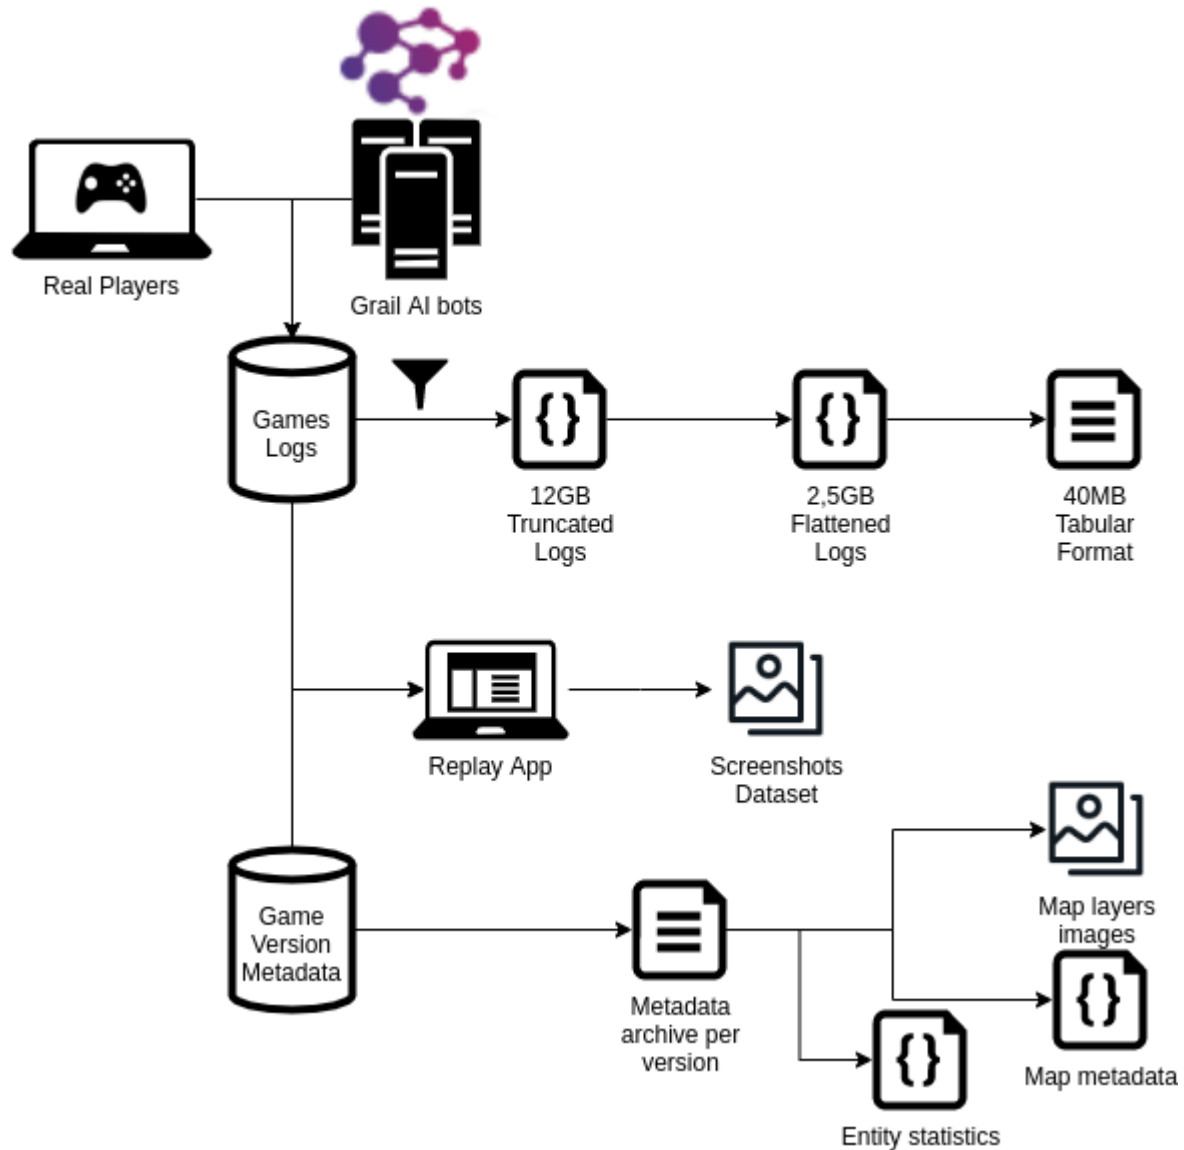 Real Players
Grail AI bots
Games
Logs
{}
12GB
Truncated
Logs
{}
2,5GB
Flattened
Logs
40MB
Tabular
Format
Replay App
Screenshots
Dataset
Game
Version
Metadata
Metadata
archive per
version
Map layers
images
{}
Map metadata
{}
Entity statistics